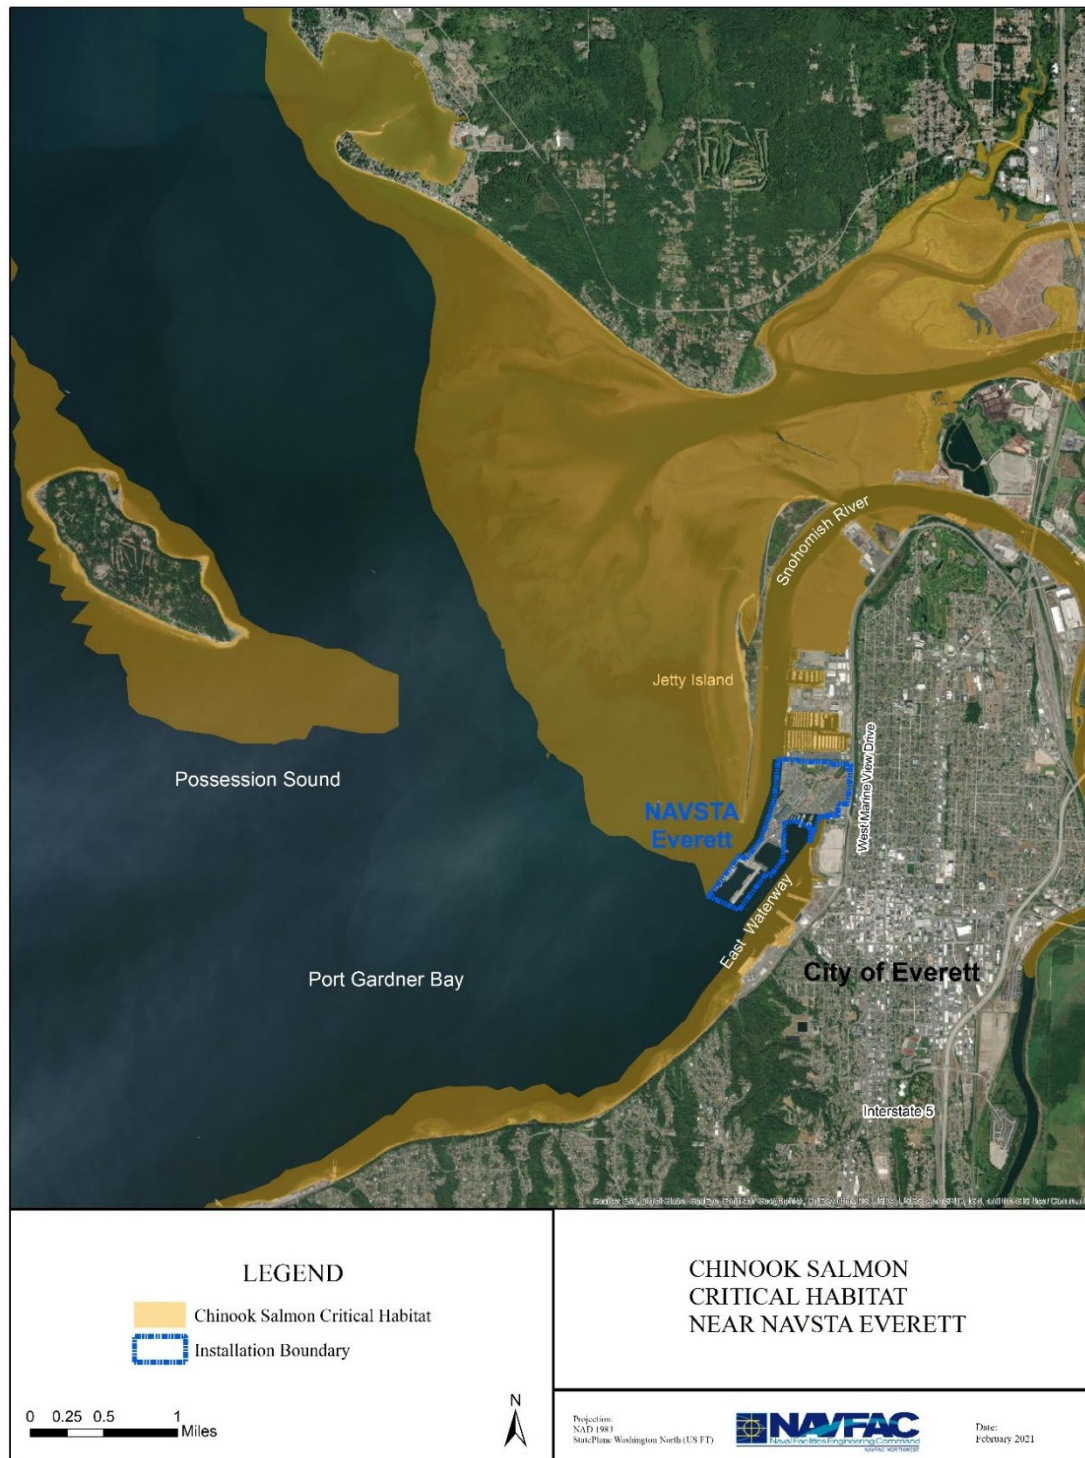 Snohomish River
Jetty Island
Possession Sound
NAVSTA
Everett
West Marine View Drive
East Waterway
Port Gardner Bay
City of Everett
Interstate 5
LEGEND
Chinook Salmon Critical Habitat
Installation Boundary
0 0.25 0.5 1
Miles
N
CHINOOK SALMON
CRITICAL HABITAT
NEAR NAVSTA EVERETT
Projection:
NAD 1983
StatePlane Washington North (US FT)
NAVFAC
Naval Facilities Engineering Command
NAVFAC NORTHWEST
Date:
February 2021